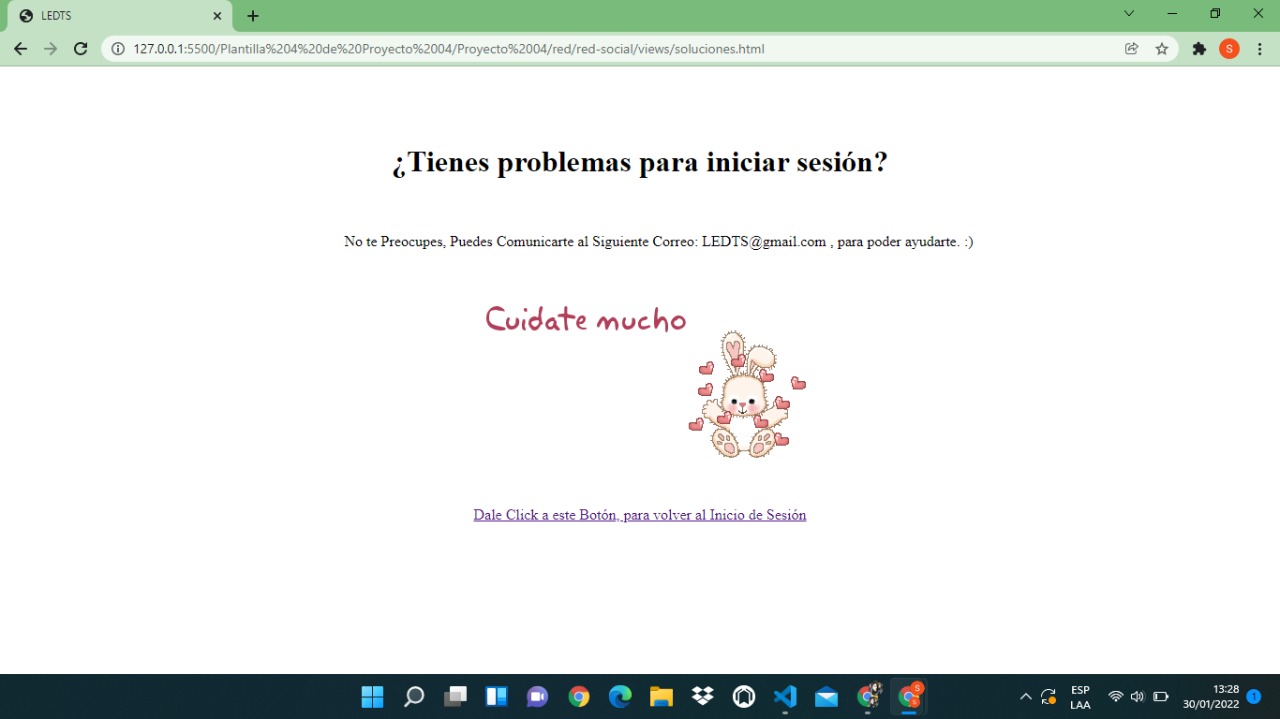 LEDTS
127.0.0.1:5500/Plantilla%204%20de%20Proyecto%2004/Proyecto%2004/red/red-social/views/soluciones.html
S
¿Tienes problemas para iniciar sesión?
No te Preocupes, Puedes Comunicarte al Siguiente Correo: LEDTS@gmail.com , para poder ayudarte. :)
Cuidate mucho
Dale Click a este Botón, para volver al Inicio de Sesión
S
S
ESP
LAA
13:28
30/01/2022
1